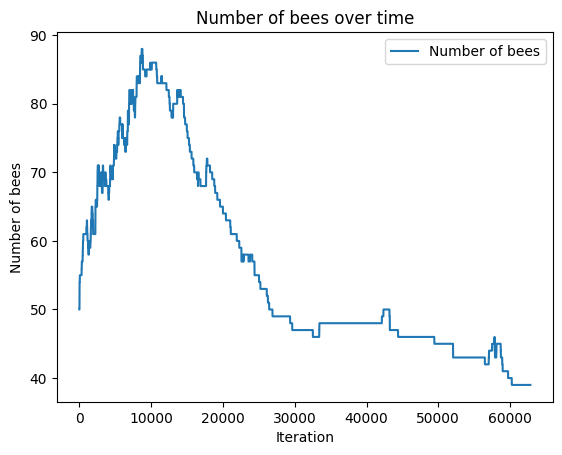 Number of bees over time
Number of bees
90
80
70
60
50
40
Number of bees
0 10000 20000 30000 40000 50000 60000
Iteration